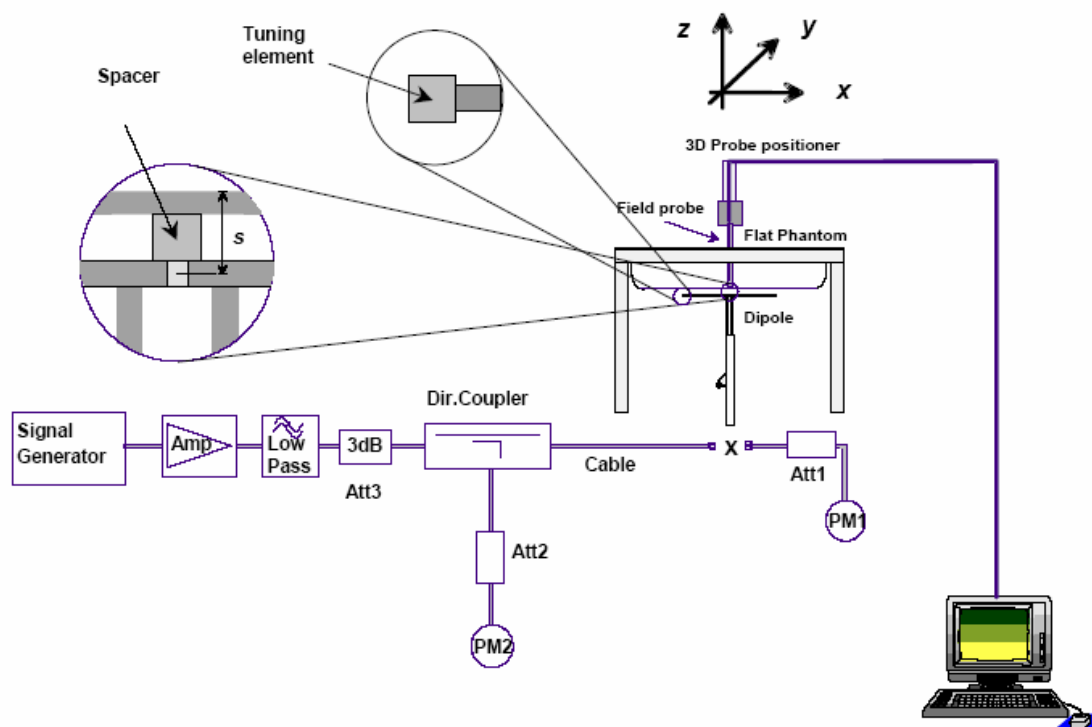 Tuning
element
Spacer
s
z
y
x
3D Probe positioner
Field probe
Flat Phantom
Dipole
Dir.Coupler
Signal
Generator
Amp
Low
Pass
3dB
Att3
Cable
x
Att1
PM1
Att2
PM2